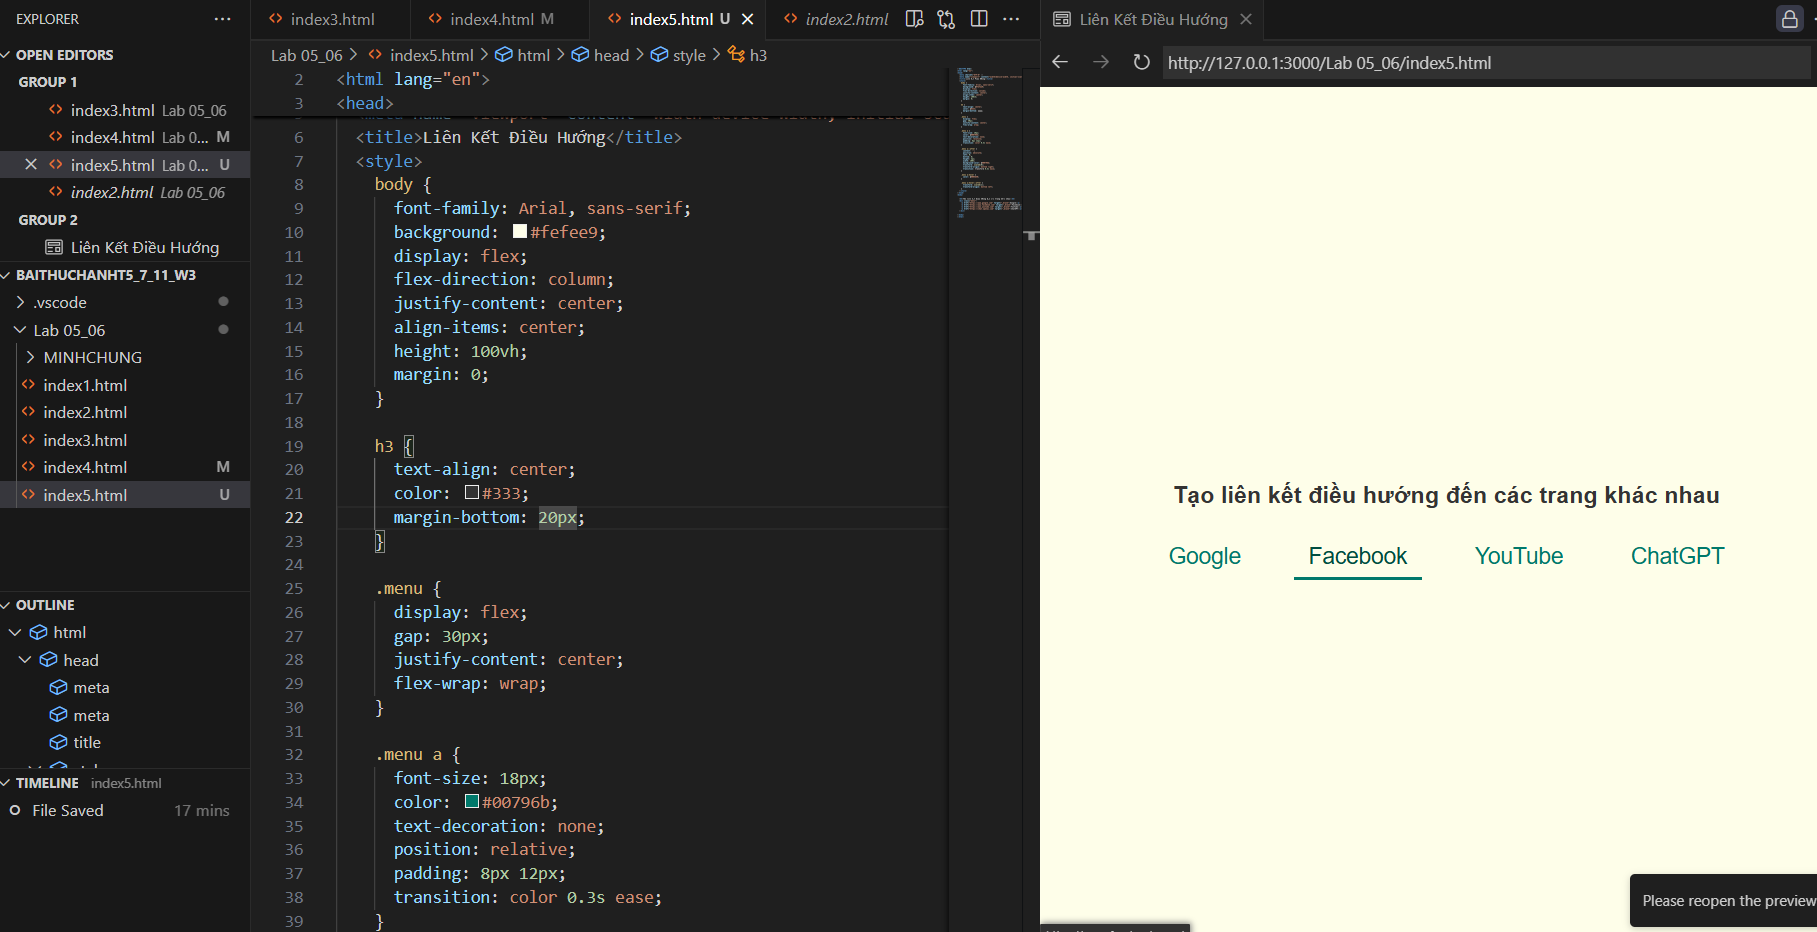 EXPLORER
OPEN EDITORS
GROUP 1
index3.html Lab 05_06
index4.html Lab 0... M
index5.html Lab 0... U
index2.html Lab 05_06
GROUP 2
Liên Kết Điều Hướng
BAITHUCHANHT5_7_11_W3
.vscode
Lab 05_06
MINHCHUNG
index1.html
index2.html
index3.html
index4.html M
index5.html U
OUTLINE
html
head
meta
meta
title
TIMELINE index5.html
File Saved 17 mins
index3.html index4.html M index5.html U index2.html
Lab 05_06 > index5.html > html > head > style > h3
2 <html lang="en">
3 <head>
6 <title>Liên Kết Điều Hướng</title>
7 <style>
8 body {
9 font-family: Arial, sans-serif;
10 background: #fefee9;
11 display: flex;
12 flex-direction: column;
13 justify-content: center;
14 align-items: center;
15 height: 100vh;
16 margin: 0;
17 }
18
19 h3 {
20 text-align: center;
21 color: #333;
22 margin-bottom: 20px;
23 }
24
25 .menu {
26 display: flex;
27 gap: 30px;
28 justify-content: center;
29 flex-wrap: wrap;
30 }
31
32 .menu a {
33 font-size: 18px;
34 color: #00796b;
35 text-decoration: none;
36 position: relative;
37 padding: 8px 12px;
38 transition: color 0.3s ease;
39 }
Liên Kết Điều Hướng
http://127.0.0.1:3000/Lab 05_06/index5.html
Tạo liên kết điều hướng đến các trang khác nhau
Google Facebook YouTube ChatGPT
Please reopen the preview